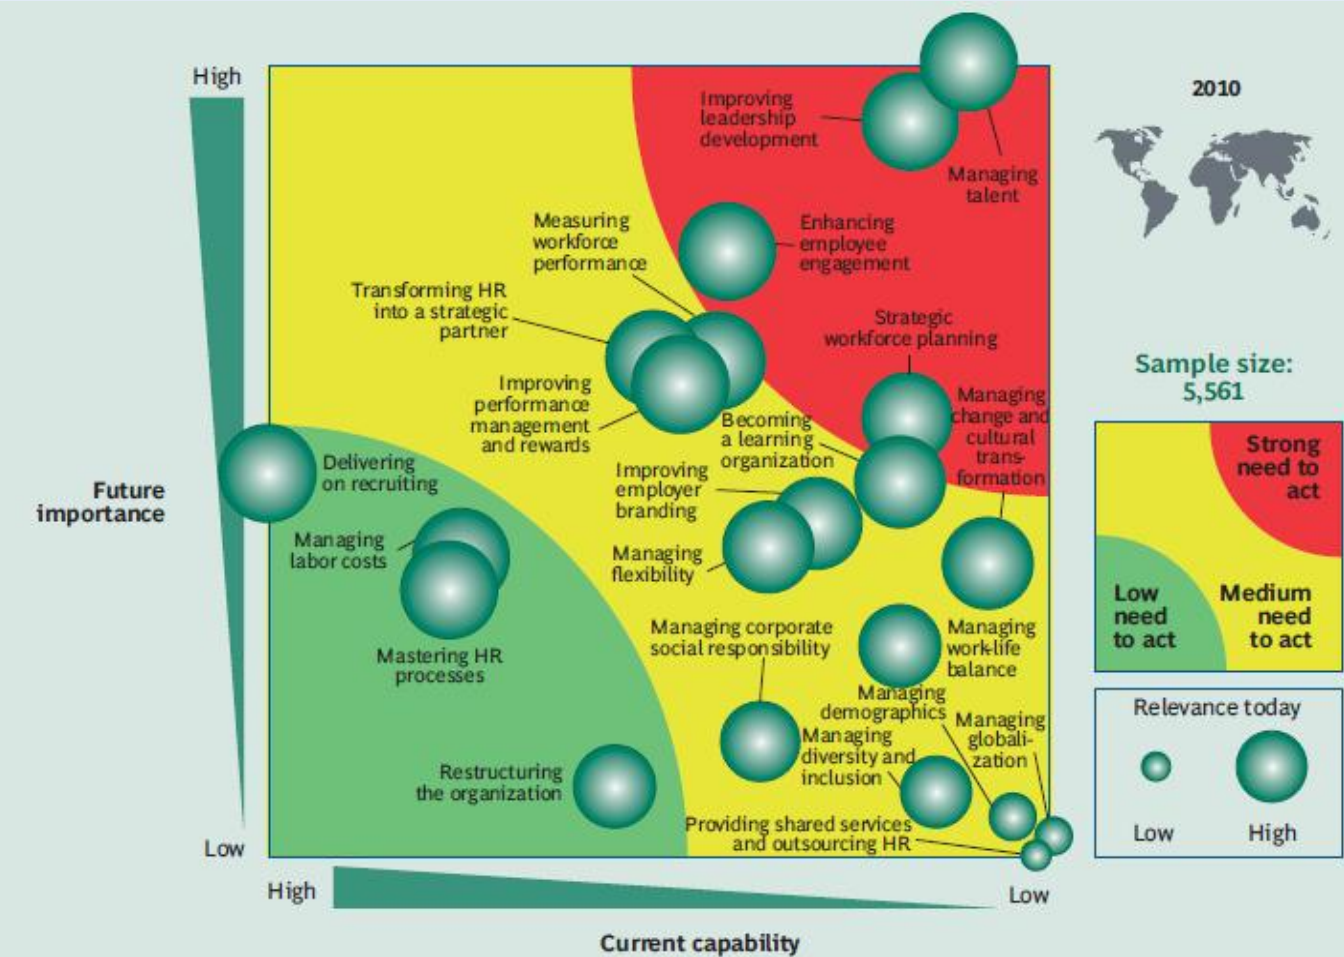 High
2010
Improving
leadership
development
Managing
talent
Measuring
workforce
performance
Enhancing
employee
engagement
Transforming HR
into a strategic
partner
Strategic
workforce planning
Sample size:
5,561
Improving
performance
management
and rewards
Managing
change and
cultural
trans-
formation
Becoming
a learning
organization
Delivering
on recruiting
Improving
employer
branding
Strong
need to
act
Future
importance
Managing
labor costs
Managing
flexibility
Low
need
to act
Medium
need
to act
Mastering HR
processes
Managing corporate
social responsibility
Managing
work-life
balance
Managing
demographics
Managing
globali-
zation
Managing
diversity and
inclusion
Relevance today
Low
High
Restructuring
the organization
Providing shared services
and outsourcing HR
Low
High
Low
Current capability